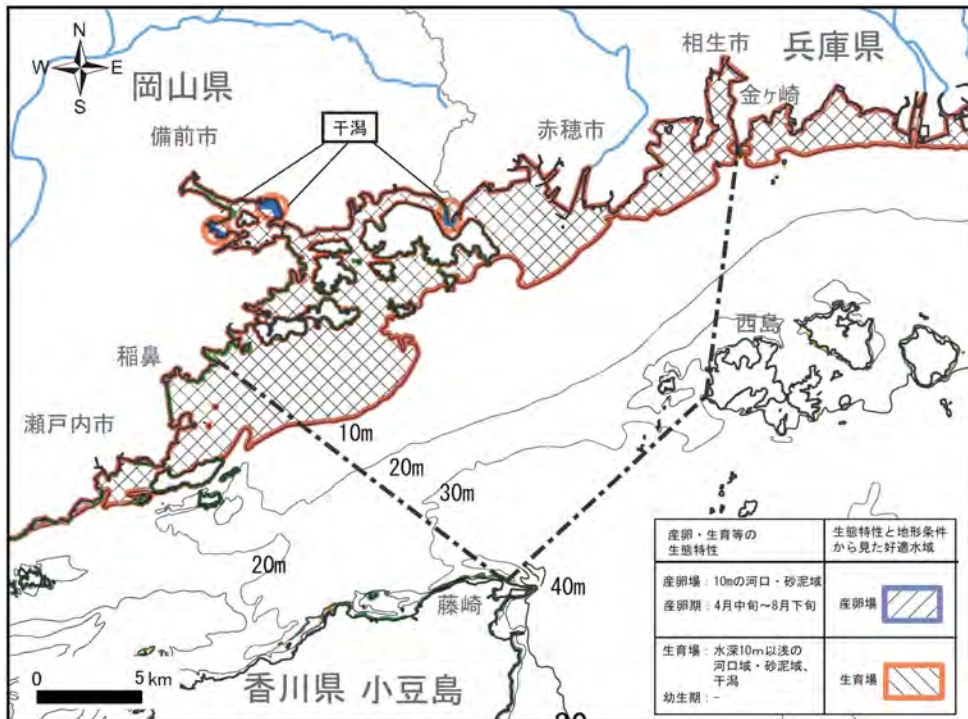 N
W
E
S
岡山県
備前市
干潟
赤穂市
相生市
金ヶ崎
兵庫県
西島
稲鼻
瀬戸内市
10m
20m
30m
20m
40m
藤崎
香川県 小豆島
0
5 km
産卵・生育等の
生態特性
生態特性と地形条件
から見た好適水域
産卵場：10mの河口・砂泥域
産卵期：4月中旬～8月下旬
産卵場
生育場：水深10m以浅の
河口域・砂泥域、
干潟
幼生期：-
生育場